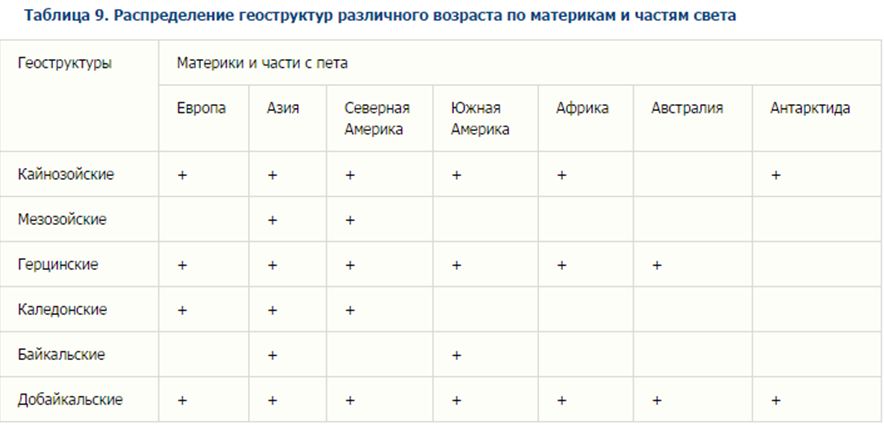 Таблица 9. Распределение геоструктур различного возраста по материкам и частям света
Геоструктуры Материки и части с пета
Европа Азия Северная Америка Южная Америка Африка Австралия Антарктида
Кайнозойские + + + + + +
Мезозойские + +
Герцинские + + + + + +
Каледонские + + +
Байкальские + +
Добайкальские + + + + + + +